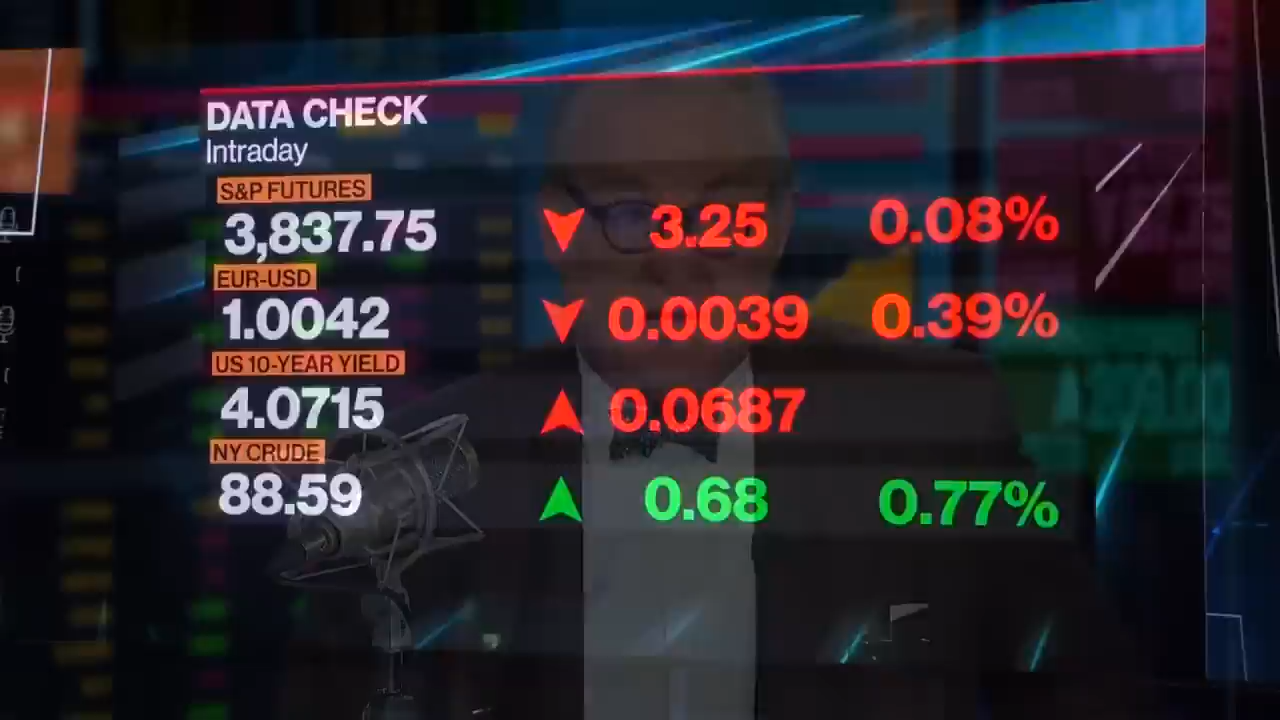 DATA CHECK
Intraday
S&P FUTURES
3,837.75 3.25 0.08%
EUR-USD
1.0042 0.0039 0.39%
US 10-YEAR YIELD
4.0715 0.0687
NY CRUDE
88.59 0.68 0.77%